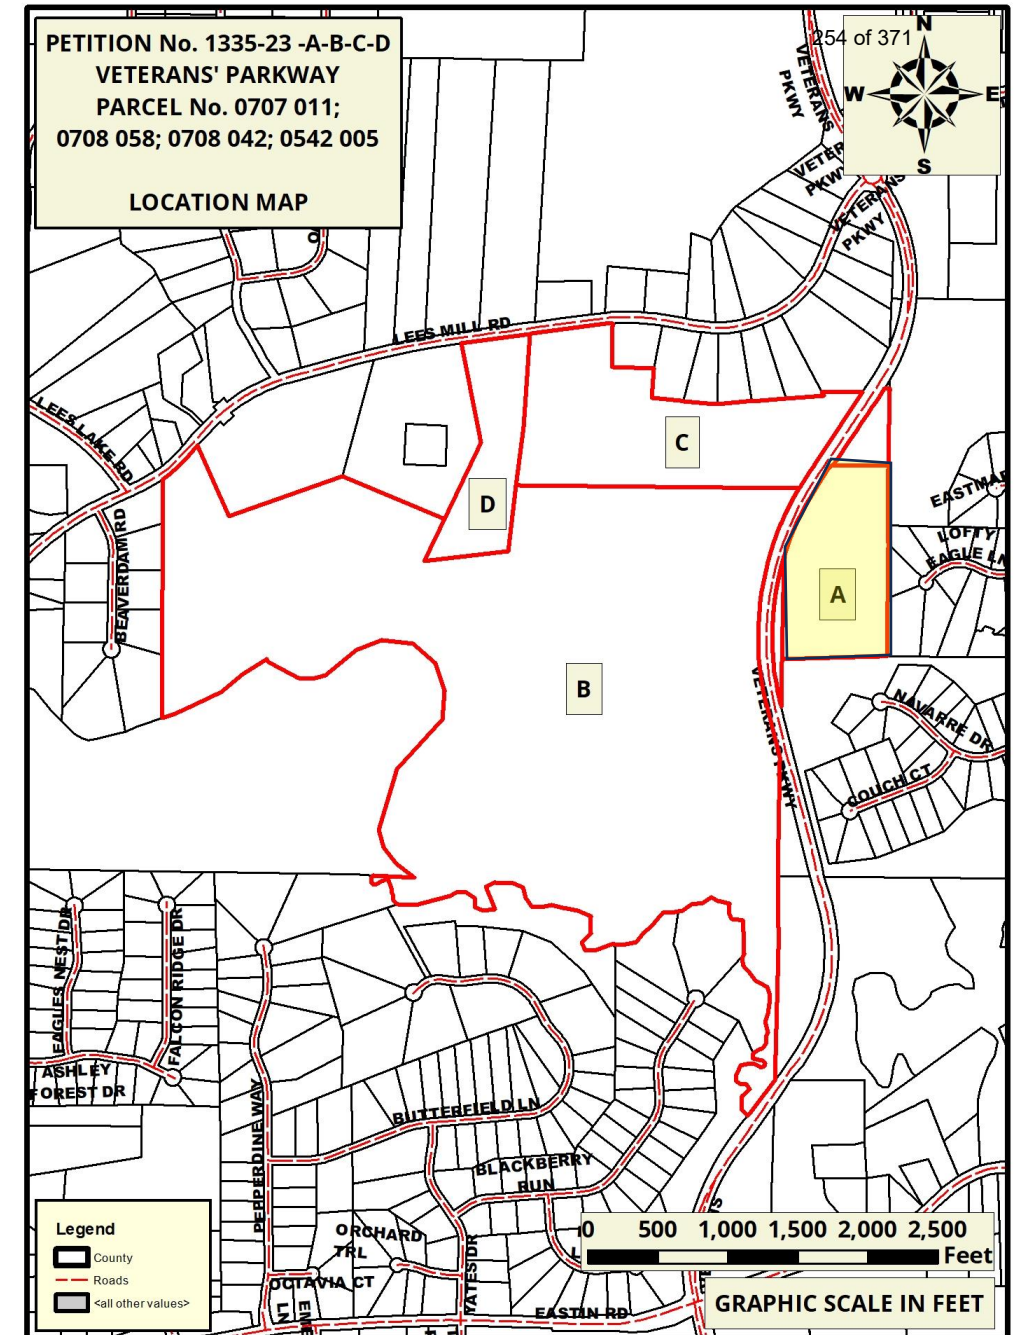 PETITION No. 1335-23 -A-B-C-D
VETERANS' PARKWAY
PARCEL No. 0707 011;
0708 058; 0708 042; 0542 005
LOCATION MAP
254 of 371
N
W
E
S
VETERANS
PKWY
VETERANS
PKWY
LEES MILL RD
LEES LAKE RD
BEAVERDAM RD
C
D
A
B
LOFTY
EAGLE LN
VETERANS PKWY
NAVARRE DR
COUCH CT
EAGLES NEST DR
FALCON RIDGE DR
ASHLEY
FOREST DR
PEPPERDINE WAY
BUTTERFIELD LN
BLACKBERRY
RUN
ORCHARD
TRL
OCTAVIA CT
LN
YATES DR
EASTIN RD
Legend
County
Roads
<all other values>
0 500 1,000 1,500 2,000 2,500
Feet
GRAPHIC SCALE IN FEET